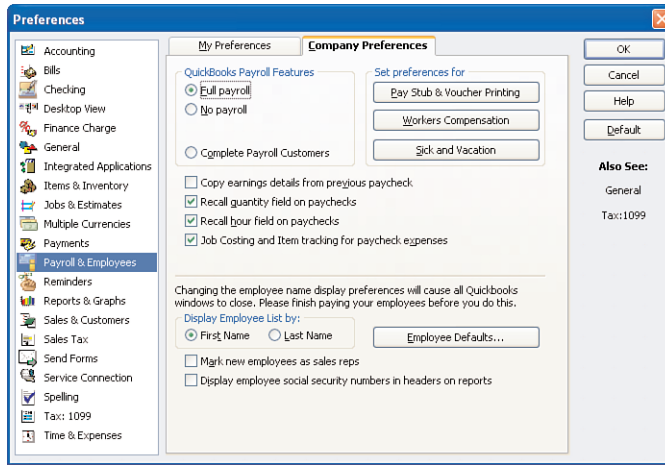 Preferences
Accounting
Bills
Checking
Desktop View
Finance Charge
General
Integrated Applications
Items & Inventory
Jobs & Estimates
Multiple Currencies
Payments
Payroll & Employees
Reminders
Reports & Graphs
Sales & Customers
Sales Tax
Send Forms
Service Connection
Spelling
Tax: 1099
Time & Expenses
My Preferences
Company Preferences
QuickBooks Payroll Features
Full payroll
No payroll
Complete Payroll Customers
Set preferences for
Pay Stub & Voucher Printing
Workers Compensation
Sick and Vacation
Copy earnings details from previous paycheck
Recall quantity field on paychecks
Recall hour field on paychecks
Job Costing and Item tracking for paycheck expenses
Changing the employee name display preferences will cause all Quickbooks
windows to close. Please finish paying your employees before you do this.
Display Employee List by:
First Name
Last Name
Employee Defaults...
Mark new employees as sales reps
Display employee social security numbers in headers on reports
OK
Cancel
Help
Default
Also See:
General
Tax:1099